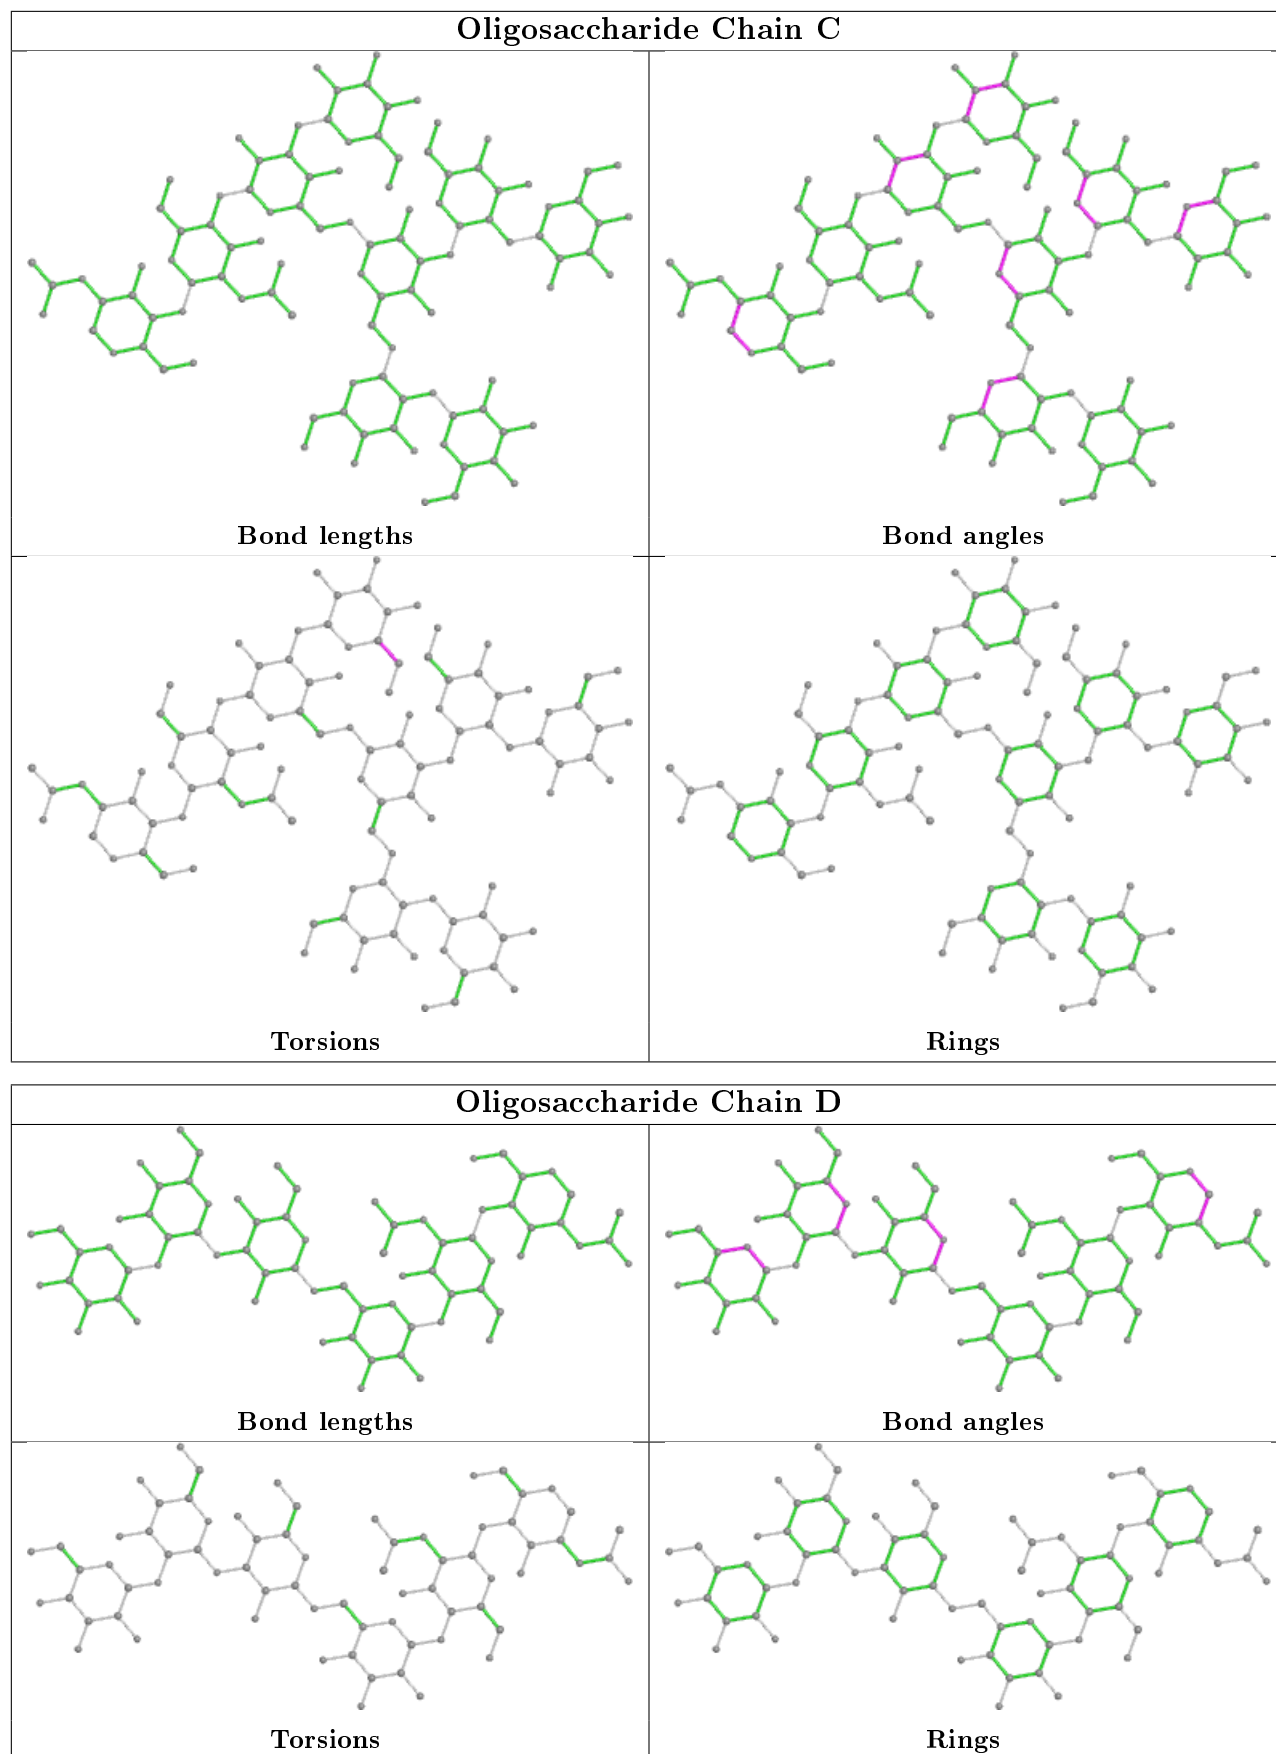 Oligosaccharide Chain C
Bond lengths
Bond angles
Torsions
Rings
Oligosaccharide Chain D
Bond lengths
Bond angles
Torsions
Rings